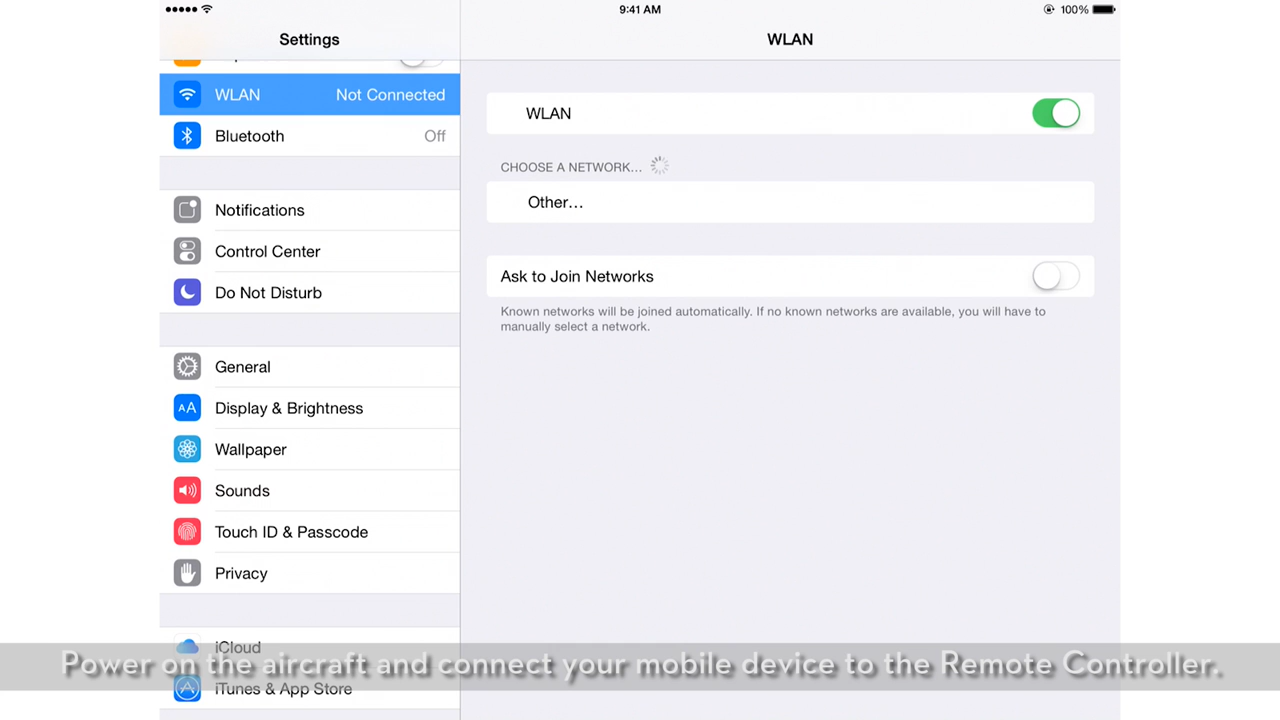 9:41 AM
100%
Settings
WLAN
WLAN Not Connected
Bluetooth Off
Notifications
Control Center
Do Not Disturb
General
Display & Brightness
Wallpaper
Sounds
Touch ID & Passcode
Privacy
iCloud
iTunes & App Store
WLAN
CHOOSE A NETWORK...
Other...
Ask to Join Networks
Known networks will be joined automatically. If no known networks are available, you will have to
manually select a network.
Power on the aircraft and connect your mobile device to the Remote Controller.